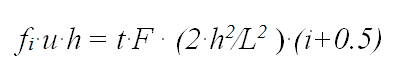 fᵢ·u·h = t·F · (2·h²/L² )·(i+0.5)